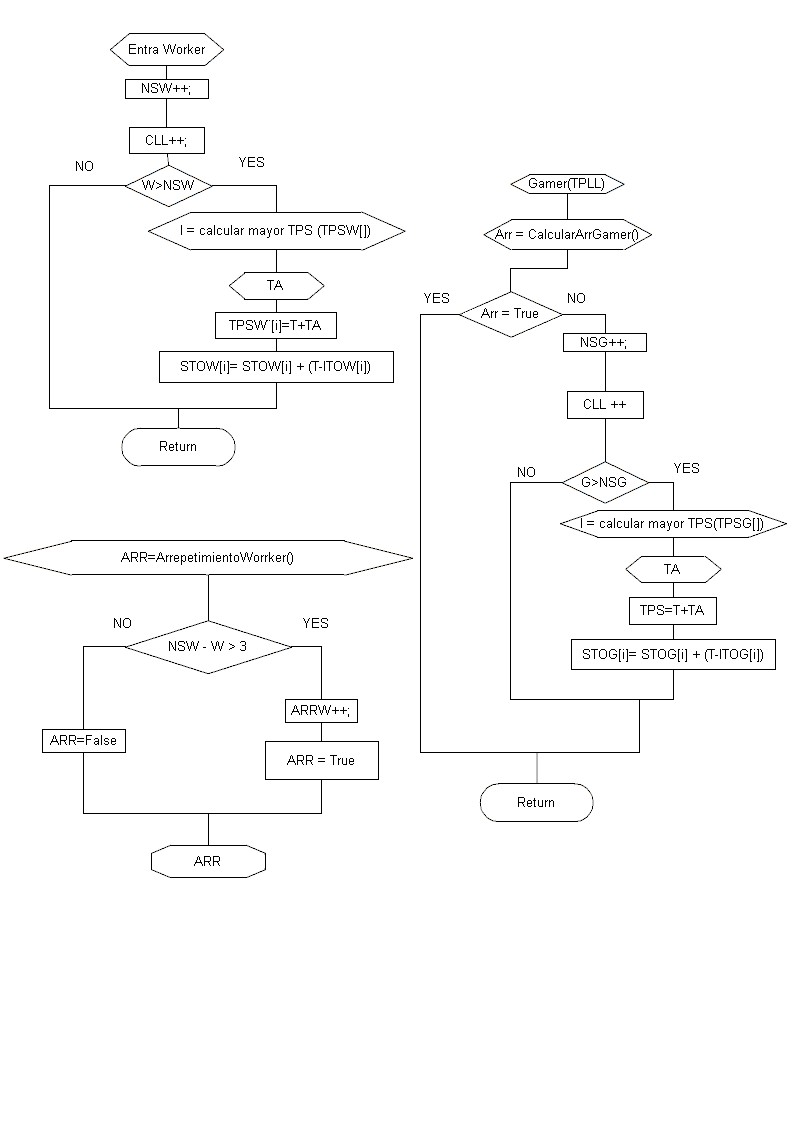 Entra Worker
NSW++;
CLL++;
NO
YES
W>NSW
I = calcular mayor TPS (TPSW[])
TA
TPSW¨[i]=T+TA
STOW[i]= STOW[i] + (T-ITOW[i])
Return
ARR=ArrepetimientoWorrker()
NO
YES
NSW - W > 3
ARRW++;
ARR=False
ARR = True
ARR
Gamer(TPLL)
Arr = CalcularArrGamer()
YES
NO
Arr = True
NSG++;
CLL ++
NO
YES
G>NSG
I = calcular mayor TPS(TPSG[])
TA
TPS=T+TA
STOG[i]= STOG[i] + (T-ITOG[i])
Return